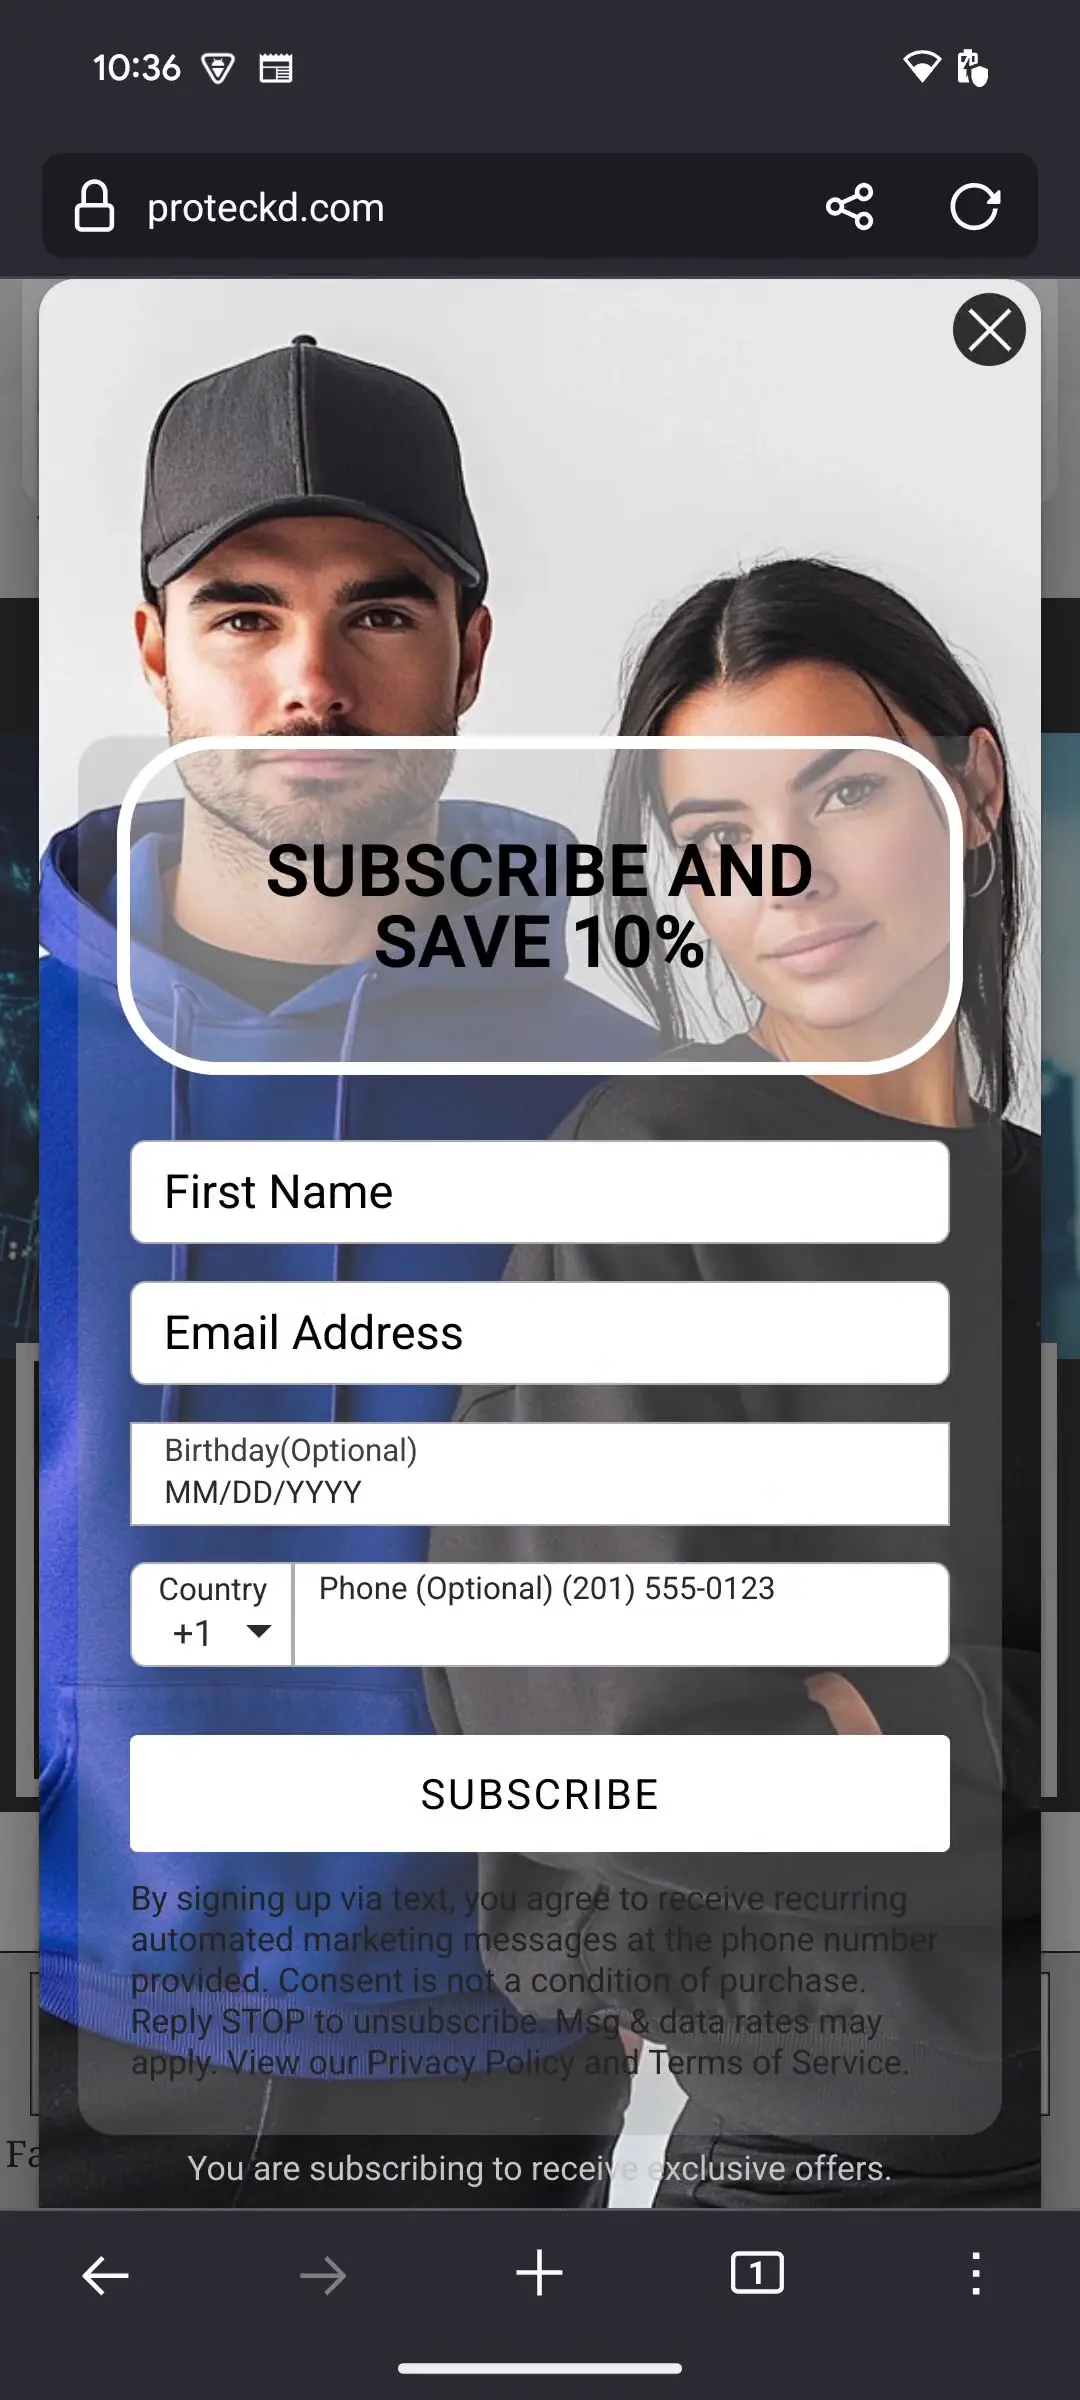 10:36
proteckd.com
SUBSCRIBE AND
SAVE 10%
First Name
Email Address
Birthday(Optional)
MM/DD/YYYY
Country
+1
Phone (Optional) (201) 555-0123
SUBSCRIBE
By signing up via text, you agree to receive recurring
automated marketing messages at the phone number
provided. Consent is not a condition of purchase.
Reply STOP to unsubscribe. Msg & data rates may
apply. View our Privacy Policy and Terms of Service.
Fa
You are subscribing to receive exclusive offers.
1